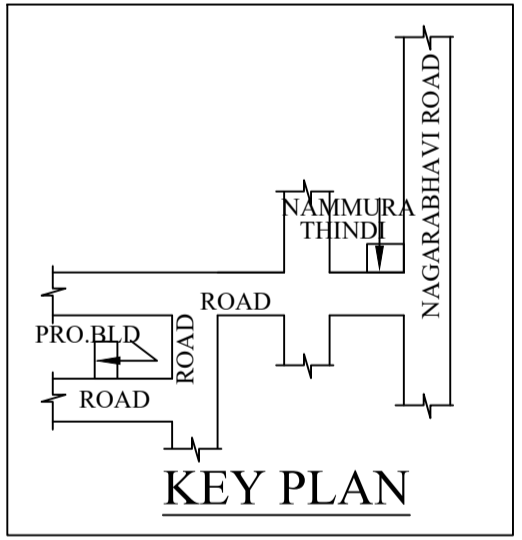 NAGARABHAVI ROAD
NAMMURA
THINDI
ROAD
PRO.BLD
ROAD
ROAD
KEY PLAN